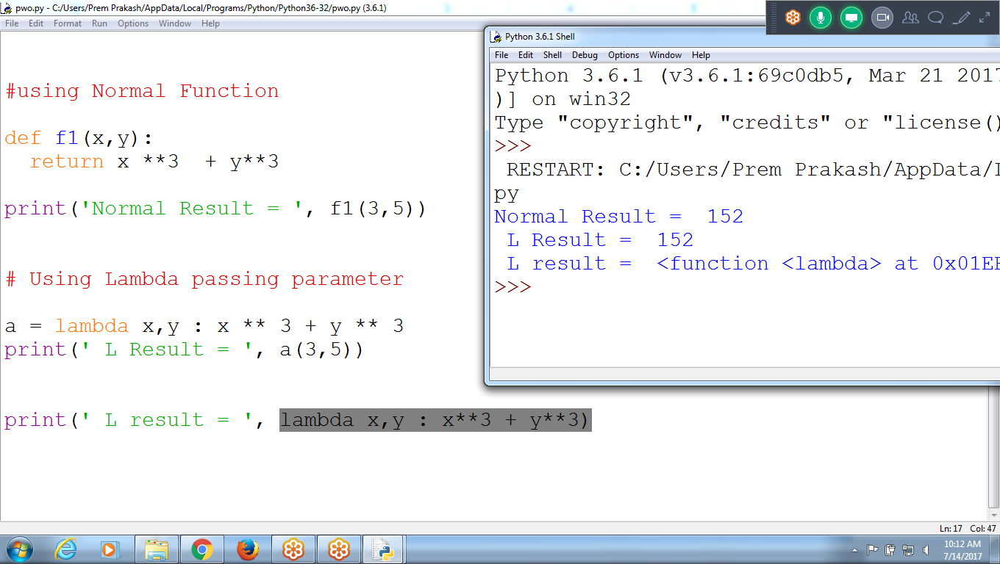 pwo.py - C:/Users/Prem Prakash/AppData/Local/Programs/Python/Python36-32/pwo.py (3.6.1)
File Edit Format Run Options Window Help
#using Normal Function
def f1(x,y):
  return x **3  + y**3
print('Normal Result = ', f1(3,5))
# Using Lambda passing parameter
a = lambda x,y : x ** 3 + y ** 3
print(' L Result = ', a(3,5))
print(' L result = ', lambda x,y : x**3 + y**3)
Python 3.6.1 Shell
File Edit Shell Debug Options Window Help
Python 3.6.1 (v3.6.1:69c0db5, Mar 21 2017
)] on win32
Type "copyright", "credits" or "license()
>>>
 RESTART: C:/Users/Prem Prakash/AppData/
py
Normal Result =  152
 L Result =  152
 L result =  <function <lambda> at 0x01E
>>>
Ln: 17 Col: 47
10:12 AM
7/14/2017